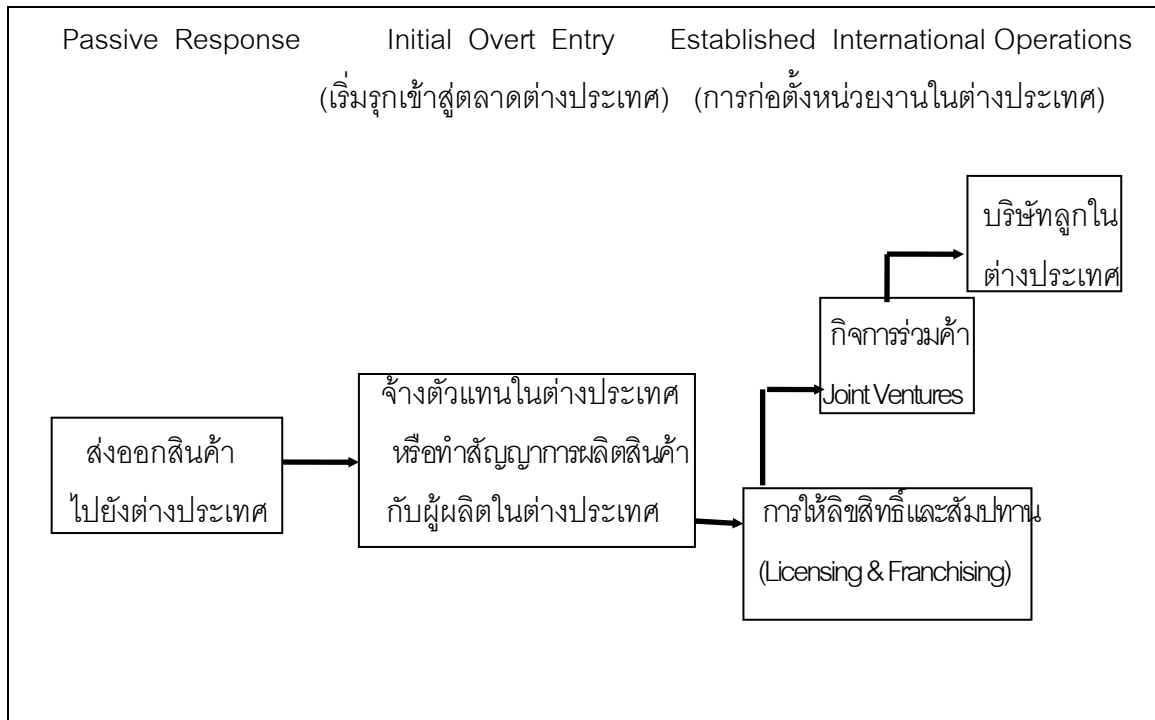 Passive Response Initial Overt Entry Established International Operations
(เริ่มรุกเข้าสู่ตลาดต่างประเทศ) (การก่อตั้งหน่วยงานในต่างประเทศ)
บริษัทลูกใน
ต่างประเทศ
กิจการร่วมค้า
Joint Ventures
จ้างตัวแทนในต่างประเทศ
หรือทำสัญญาการผลิตสินค้า
กับผู้ผลิตในต่างประเทศ
ส่งออกสินค้า
ไปยังต่างประเทศ
การให้ลิขสิทธิ์และสัมปทาน
(Licensing & Franchising)